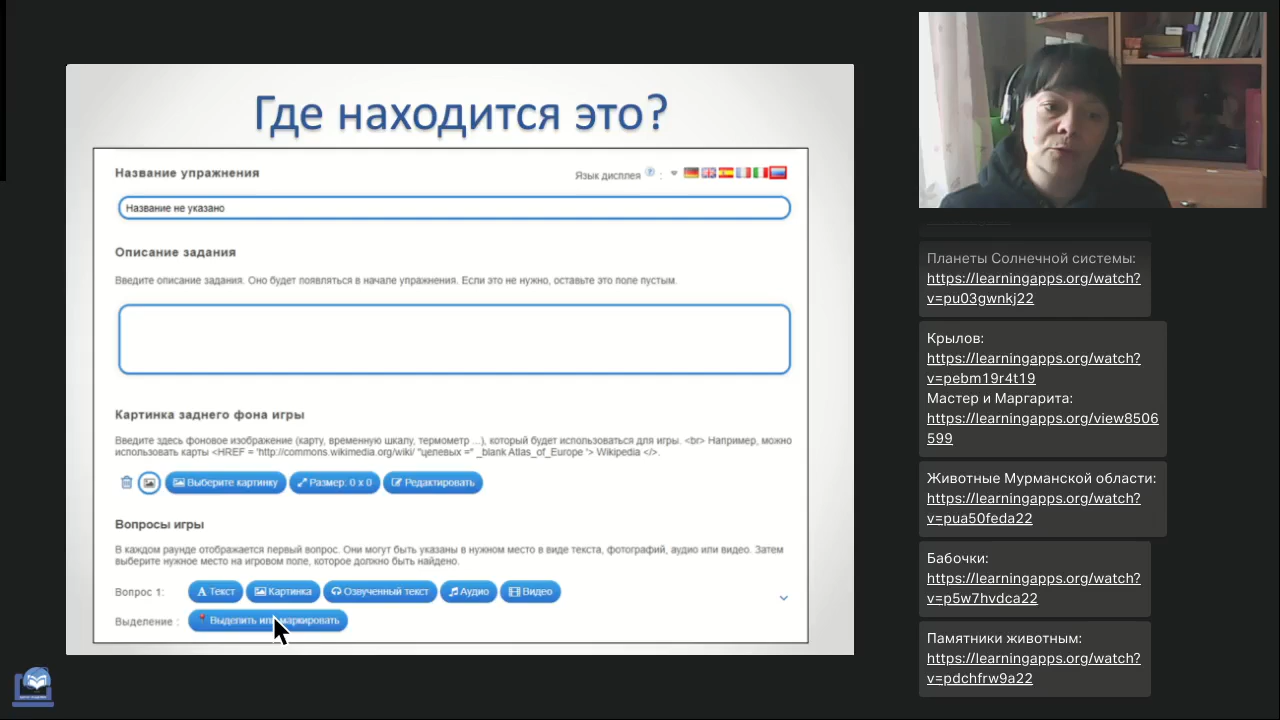 Где находится это?
Название упражнения
Язык дисплея ? :
Название не указано
Описание задания
Введите описание задания. Оно будет появляться в начале упражнения. Если это не нужно, оставьте это поле пустым.
Картинка заднего фона игры
Введите здесь фоновое изображение (карту, временную шкалу, термометр ...), который будет использоваться для игры. <br> Например, можно
использовать карты <HREF = 'http://commons.wikimedia.org/wiki/ "целевых =" _blank Atlas_of_Europe '> Wikipedia </>.
Выберите картинку Размер: 0 x 0 Редактировать
Вопросы игры
В каждом раунде отображается первый вопрос. Они могут быть указаны в нужном место в виде текста, фотографий, аудио или видео. Затем
выберите нужное место на игровом поле, которое должно быть найдено.
Вопрос 1: A Текст Картинка Озвученный текст Аудио Видео
Выделение : Выделить или маркировать
Планеты Солнечной системы:
https://learningapps.org/watch?
v=pu03gwnkj22
Крылов:
https://learningapps.org/watch?
v=pebm19r4t19
Мастер и Маргарита:
https://learningapps.org/view8506
599
Животные Мурманской области:
https://learningapps.org/watch?
v=pua50feda22
Бабочки:
https://learningapps.org/watch?
v=p5w7hvdca22
Памятники животным:
https://learningapps.org/watch?
v=pdchfrw9a22